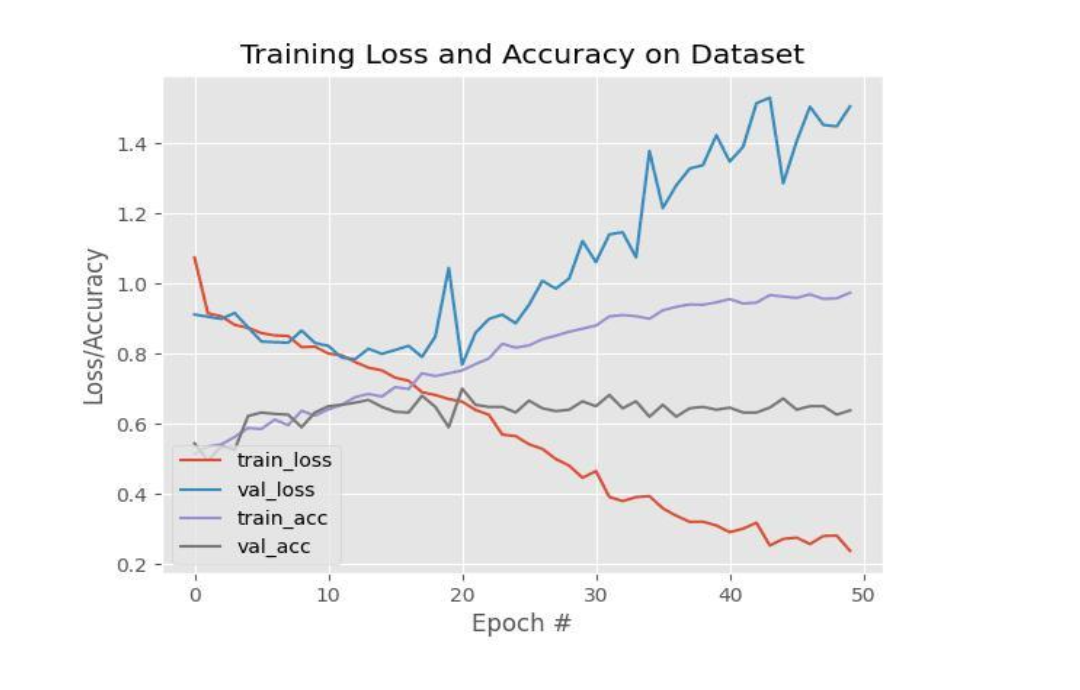 Training Loss and Accuracy on Dataset
Loss/Accuracy
1.4
1.2
1.0
0.8
0.6
0.4
0.2
train_loss
val_loss
train_acc
val_acc
0 10 20 30 40 50
Epoch #